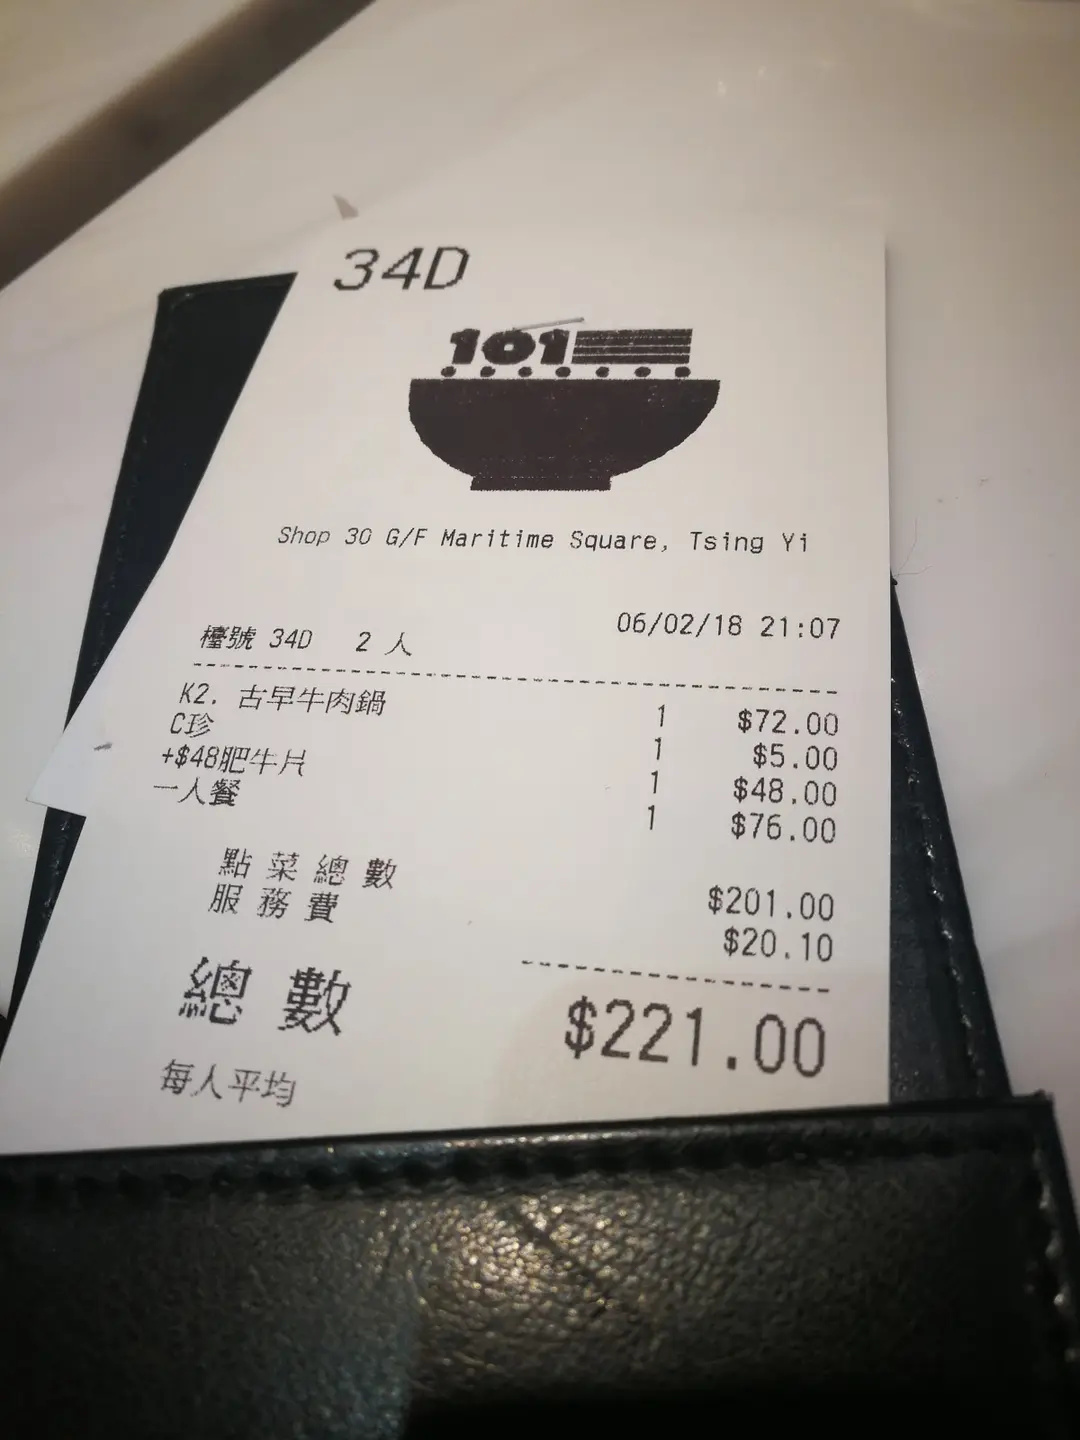 34D
101
Shop 30 G/F Maritime Square, Tsing Yi
06/02/18 21:07
檯號 34D 2 人
K2. 古早牛肉鍋 1 $72.00
C珍 1 $5.00
+$48肥牛片 1 $48.00
一人餐 1 $76.00
點菜總數 $201.00
服務費 $20.10
總數 $221.00
每人平均